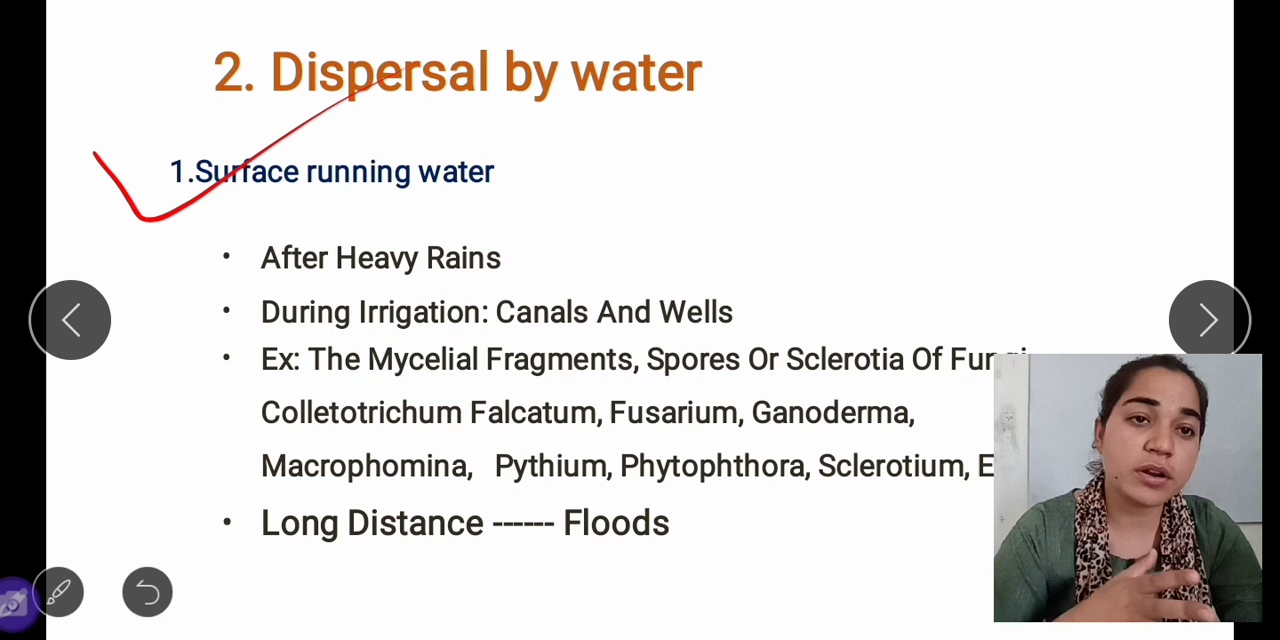 2. Dispersal by water
1.Surface running water
• After Heavy Rains
• During Irrigation: Canals And Wells
• Ex: The Mycelial Fragments, Spores Or Sclerotia Of
Colletotrichum Falcatum, Fusarium, Ganoderma,
Macrophomina, Pythium, Phytophthora, Sclerotium,
• Long Distance ------ Floods